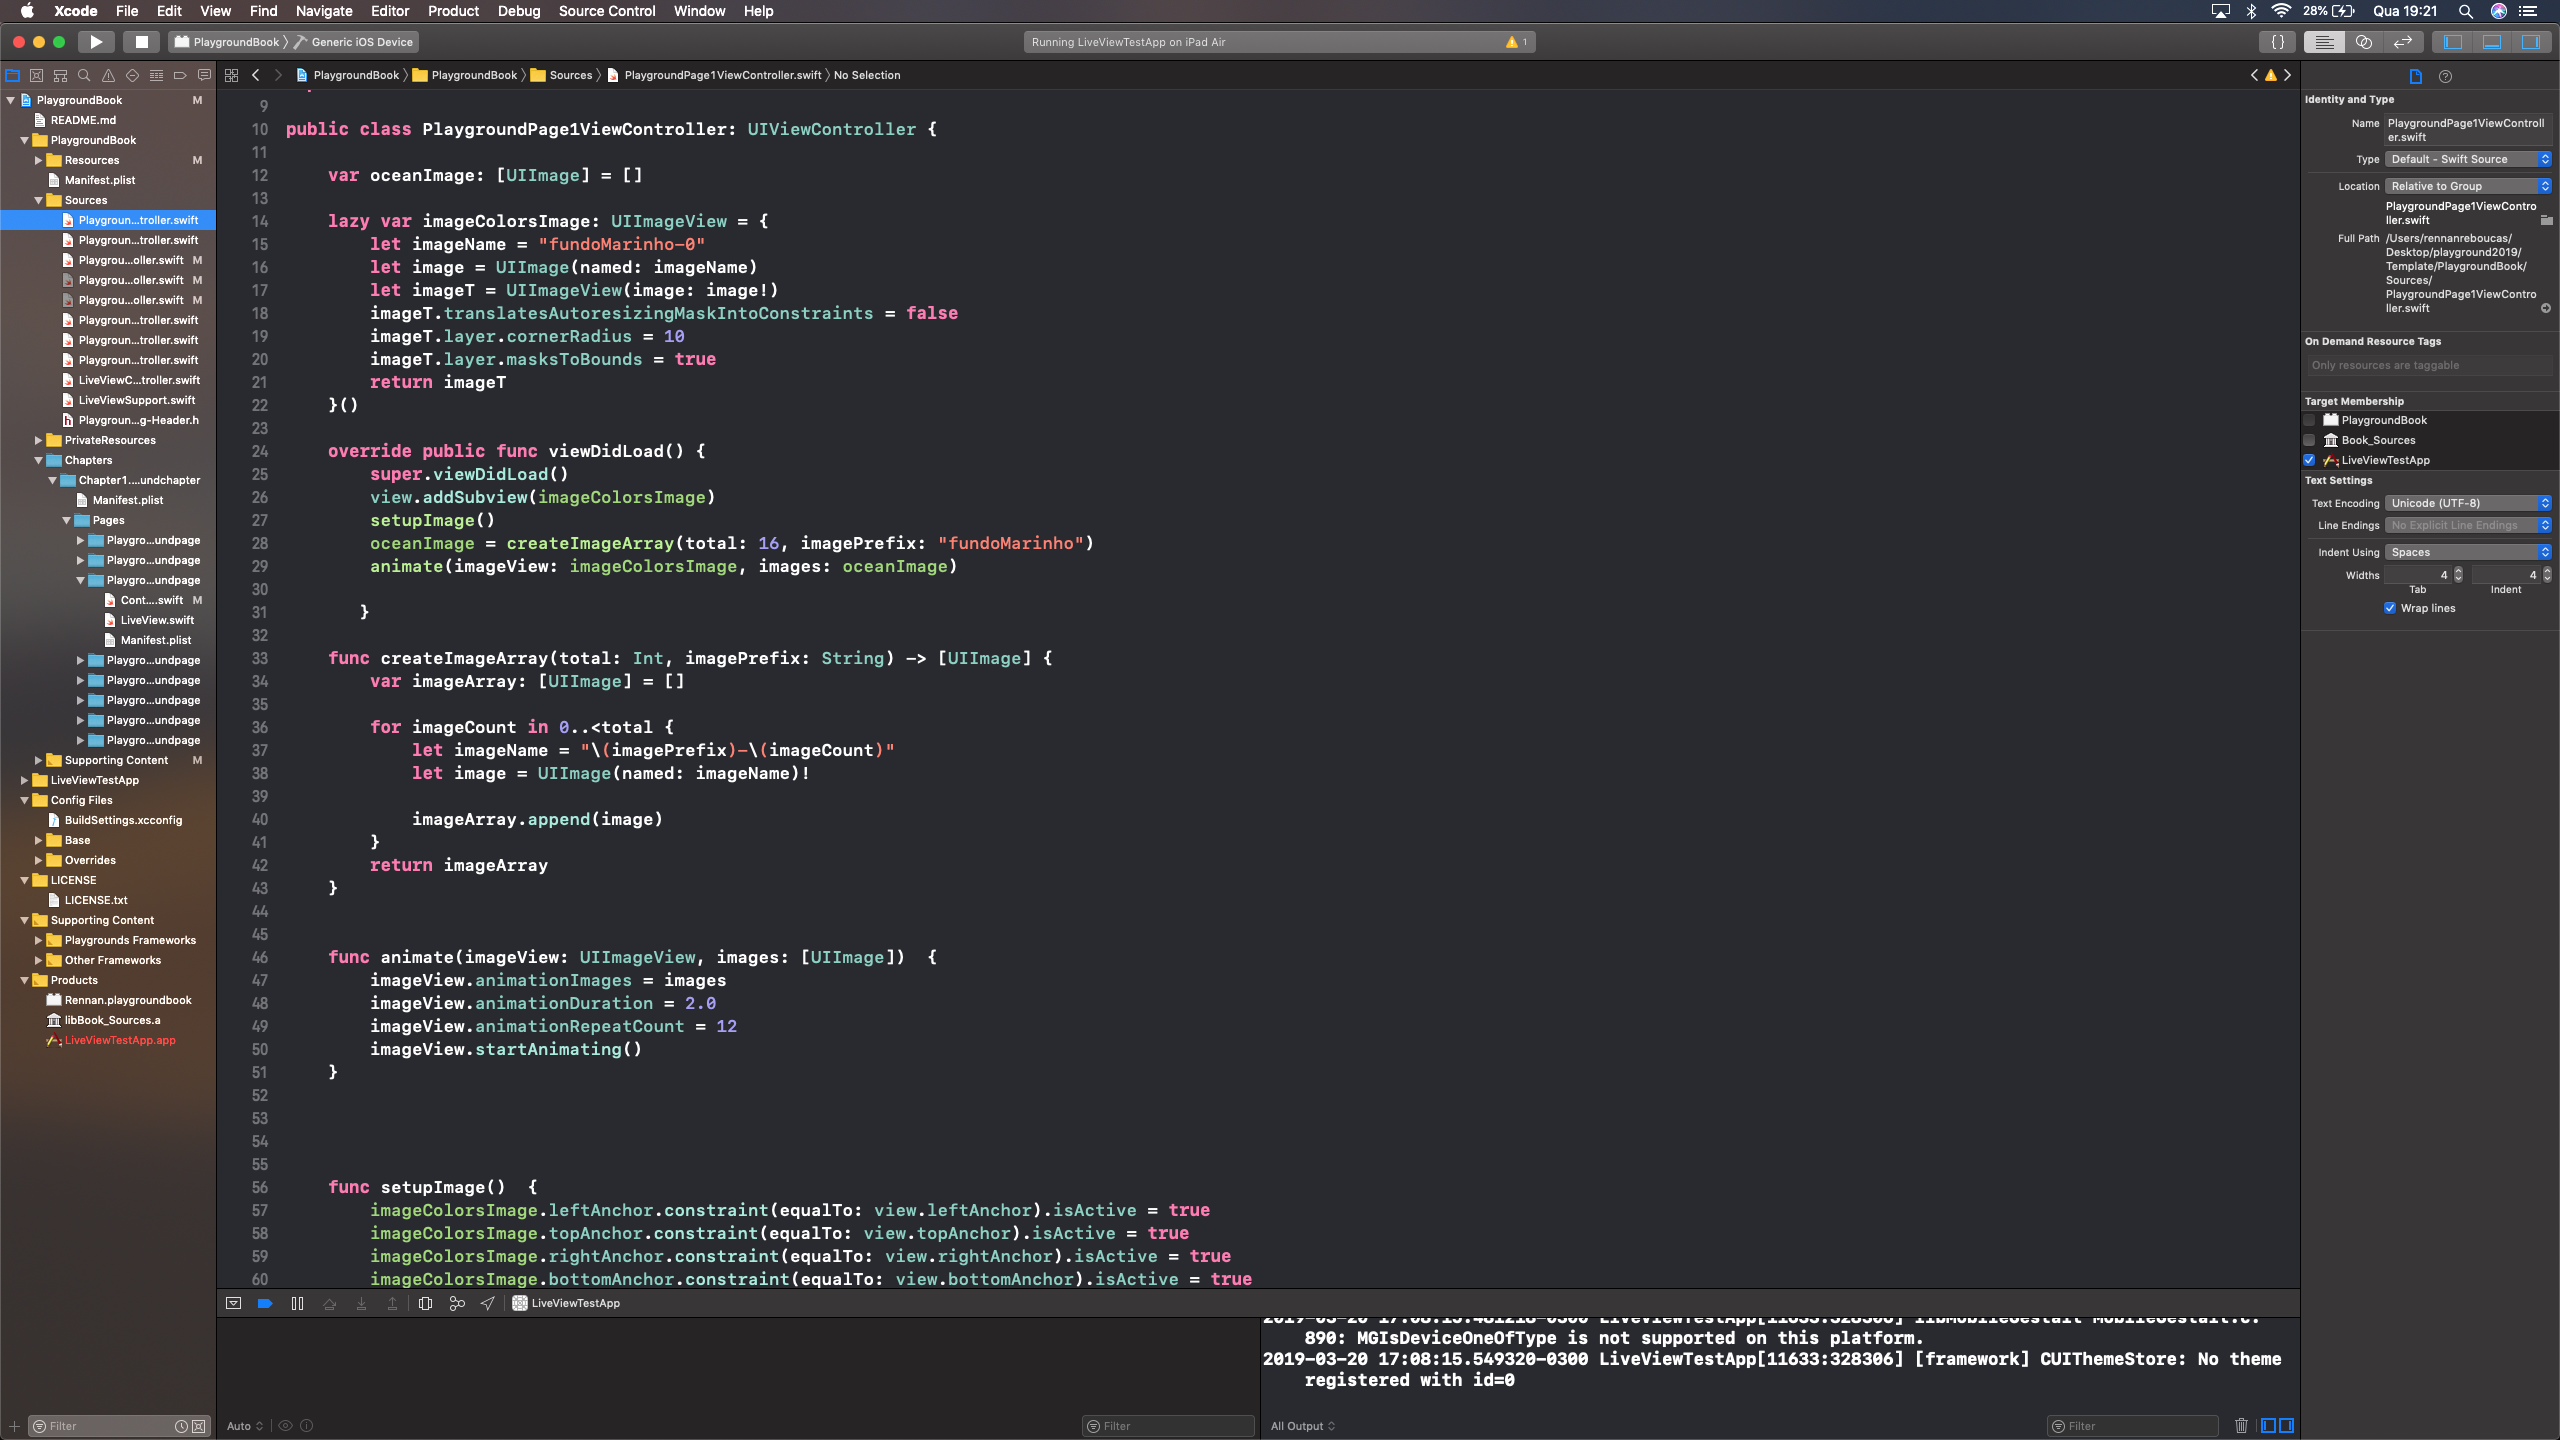 Xcode File Edit View Find Navigate Editor Product Debug Source Control Window Help
28% Qua 19:21
PlaygroundBook Generic iOS Device
Running LiveViewTestApp on iPad Air
1
PlaygroundBook PlaygroundBook Sources PlaygroundPage1ViewController.swift No Selection
PlaygroundBook M
README.md
PlaygroundBook
Resources M
Manifest.plist
Sources
Playgroun...troller.swift
Playgroun...troller.swift
Playgrou...oller.swift M
Playgrou...oller.swift M
Playgrou...oller.swift M
Playgroun...troller.swift
Playgroun...troller.swift
Playgroun...troller.swift
LiveViewC...troller.swift
LiveViewSupport.swift
Playgroun...g-Header.h
PrivateResources
Chapters
Chapter1....undchapter
Manifest.plist
Pages
Playgro...undpage
Playgro...undpage
Playgro...undpage
Cont....swift M
LiveView.swift
Manifest.plist
Playgro...undpage
Playgro...undpage
Playgro...undpage
Playgro...undpage
Playgro...undpage
Supporting Content M
LiveViewTestApp
Config Files
BuildSettings.xcconfig
Base
Overrides
LICENSE
LICENSE.txt
Supporting Content
Playgrounds Frameworks
Other Frameworks
Products
Rennan.playgroundbook
libBook_Sources.a
LiveViewTestApp.app
Filter
9
10 public class PlaygroundPage1ViewController: UIViewController {
11
12 var oceanImage: [UIImage] = []
13
14 lazy var imageColorsImage: UIImageView = {
15 let imageName = "fundoMarinho-0"
16 let image = UIImage(named: imageName)
17 let imageT = UIImageView(image: image!)
18 imageT.translatesAutoresizingMaskIntoConstraints = false
19 imageT.layer.cornerRadius = 10
20 imageT.layer.masksToBounds = true
21 return imageT
22 }()
23
24 override public func viewDidLoad() {
25 super.viewDidLoad()
26 view.addSubview(imageColorsImage)
27 setupImage()
28 oceanImage = createImageArray(total: 16, imagePrefix: "fundoMarinho")
29 animate(imageView: imageColorsImage, images: oceanImage)
30
31 }
32
33 func createImageArray(total: Int, imagePrefix: String) -> [UIImage] {
34 var imageArray: [UIImage] = []
35
36 for imageCount in 0..<total {
37 let imageName = "\(imagePrefix)-\(imageCount)"
38 let image = UIImage(named: imageName)!
39
40 imageArray.append(image)
41 }
42 return imageArray
43 }
44
45
46 func animate(imageView: UIImageView, images: [UIImage])  {
47 imageView.animationImages = images
48 imageView.animationDuration = 2.0
49 imageView.animationRepeatCount = 12
50 imageView.startAnimating()
51 }
52
53
54
55
56 func setupImage()  {
57 imageColorsImage.leftAnchor.constraint(equalTo: view.leftAnchor).isActive = true
58 imageColorsImage.topAnchor.constraint(equalTo: view.topAnchor).isActive = true
59 imageColorsImage.rightAnchor.constraint(equalTo: view.rightAnchor).isActive = true
60 imageColorsImage.bottomAnchor.constraint(equalTo: view.bottomAnchor).isActive = true
LiveViewTestApp
2019-03-20 17:08:15.481218-0300 LiveViewTestApp[11633:328306] libMobileGestalt MobileGestalt.c:
890: MGIsDeviceOneOfType is not supported on this platform.
2019-03-20 17:08:15.549320-0300 LiveViewTestApp[11633:328306] [framework] CUIThemeStore: No theme
registered with id=0
Auto
Filter
All Output
Filter
Identity and Type
Name PlaygroundPage1ViewControll
er.swift
Type Default - Swift Source
Location Relative to Group
PlaygroundPage1ViewContro
ller.swift
Full Path /Users/rennanreboucas/
Desktop/playground2019/
Template/PlaygroundBook/
Sources/
PlaygroundPage1ViewContro
ller.swift
On Demand Resource Tags
Only resources are taggable
Target Membership
PlaygroundBook
Book_Sources
LiveViewTestApp
Text Settings
Text Encoding Unicode (UTF-8)
Line Endings No Explicit Line Endings
Indent Using Spaces
Widths 4 4
Tab Indent
Wrap lines